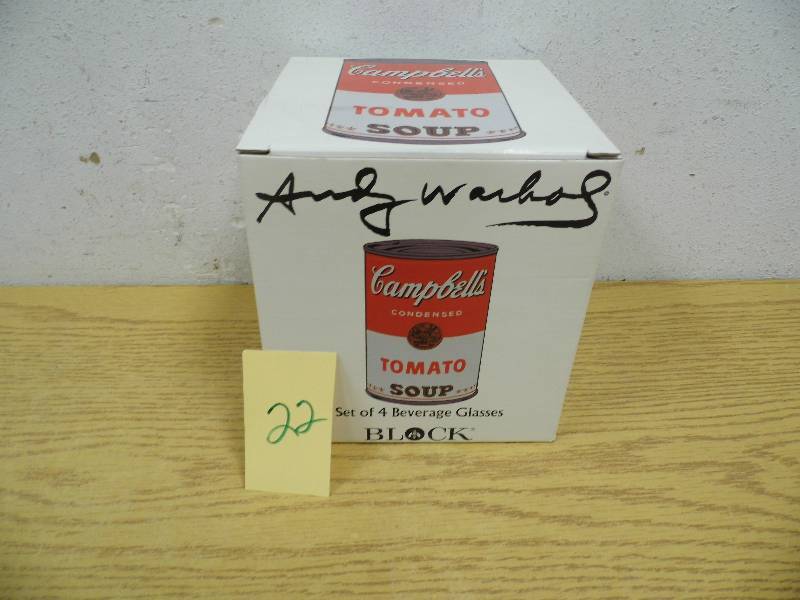 Campbell's
CONDENSED
TOMATO
SOUP
Andy Warhol
Campbell's
CONDENSED
TOMATO
SOUP
Set of 4 Beverage Glasses
BLOCK
22